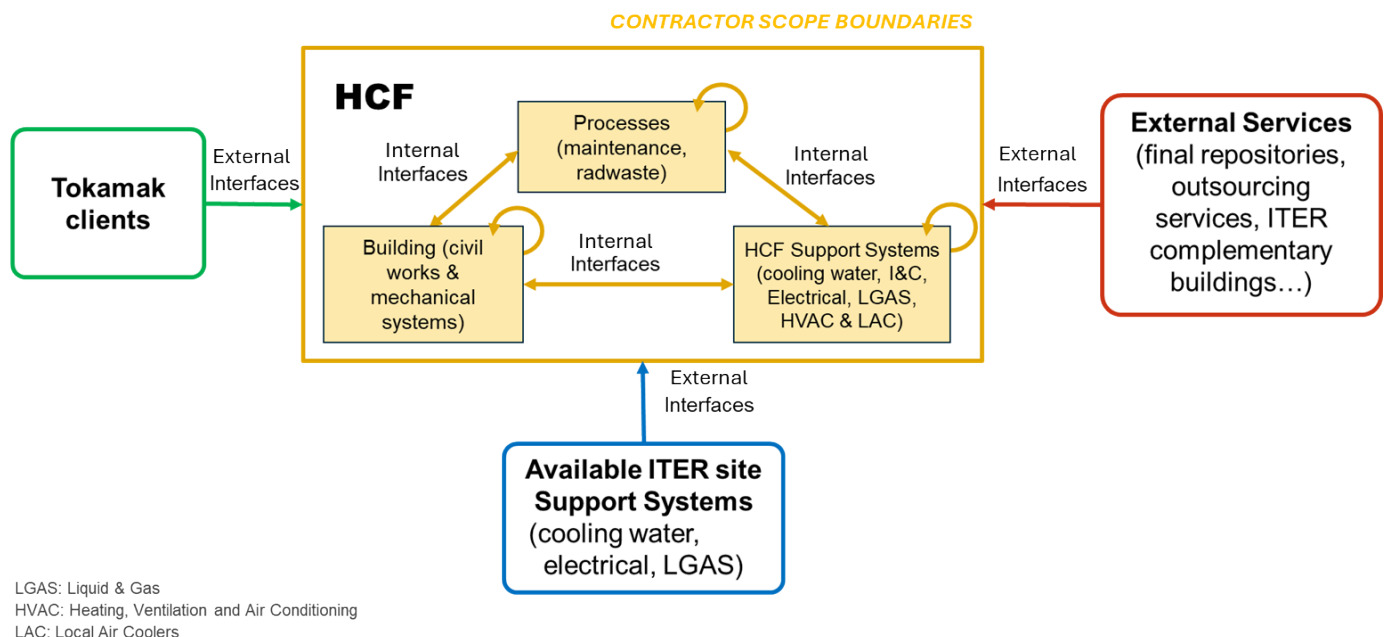 CONTRACTOR SCOPE BOUNDARIES
HCF
Processes
(maintenance,
radwaste)
Internal
Interfaces
Internal
Interfaces
Building (civil
works &
mechanical
systems)
Internal
Interfaces
HCF Support Systems
(cooling water, I&C,
Electrical, LGAS,
HVAC & LAC)
Tokamak
clients
External
Interfaces
External
Interfaces
External Services
(final repositories,
outsourcing
services, ITER
complementary
buildings…)
External
Interfaces
Available ITER site
Support Systems
(cooling water,
electrical, LGAS)
LGAS: Liquid & Gas
HVAC: Heating, Ventilation and Air Conditioning
LAC: Local Air Coolers